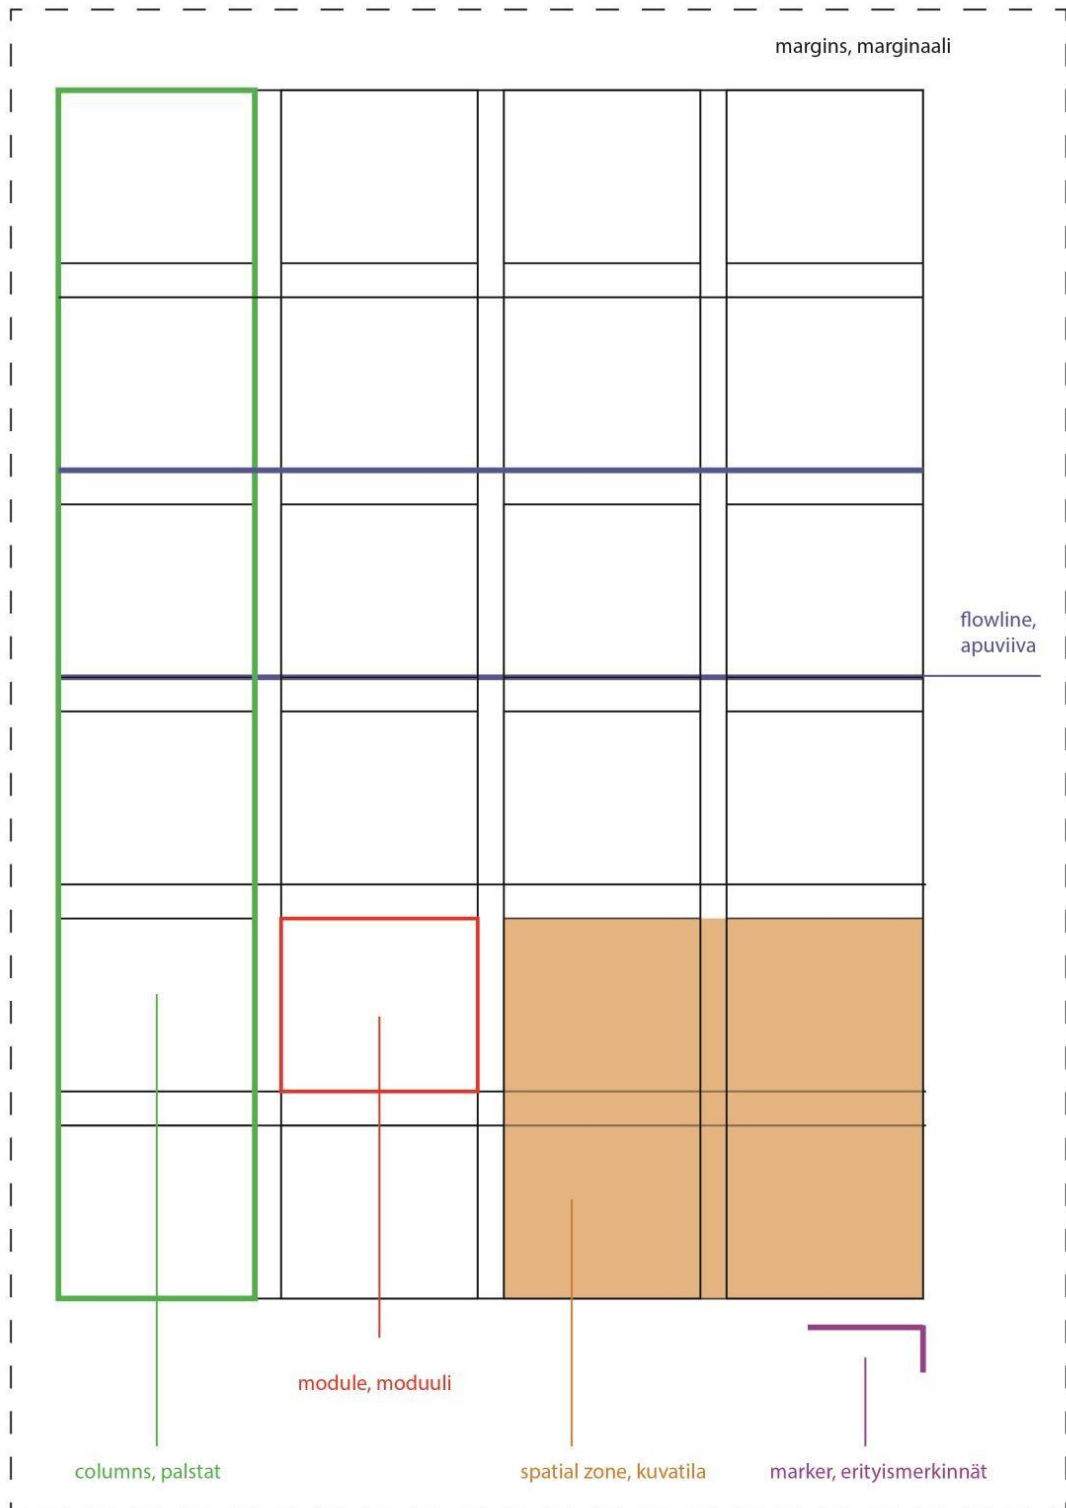 margins, marginaali
flowline,
apuviiva
module, moduuli
columns, palstat
spatial zone, kuvatila
marker, erityismerkinnät